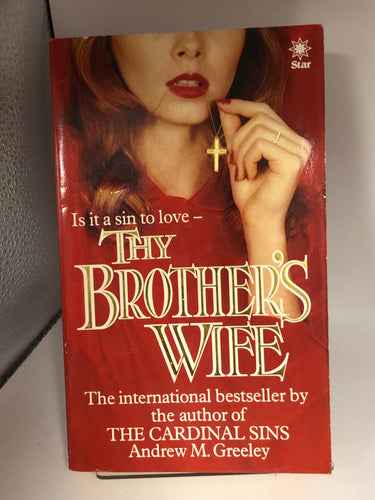 Star
Is it a sin to love –
THY
BROTHER'S
WIFE
The international bestseller by
the author of
THE CARDINAL SINS
Andrew M. Greeley